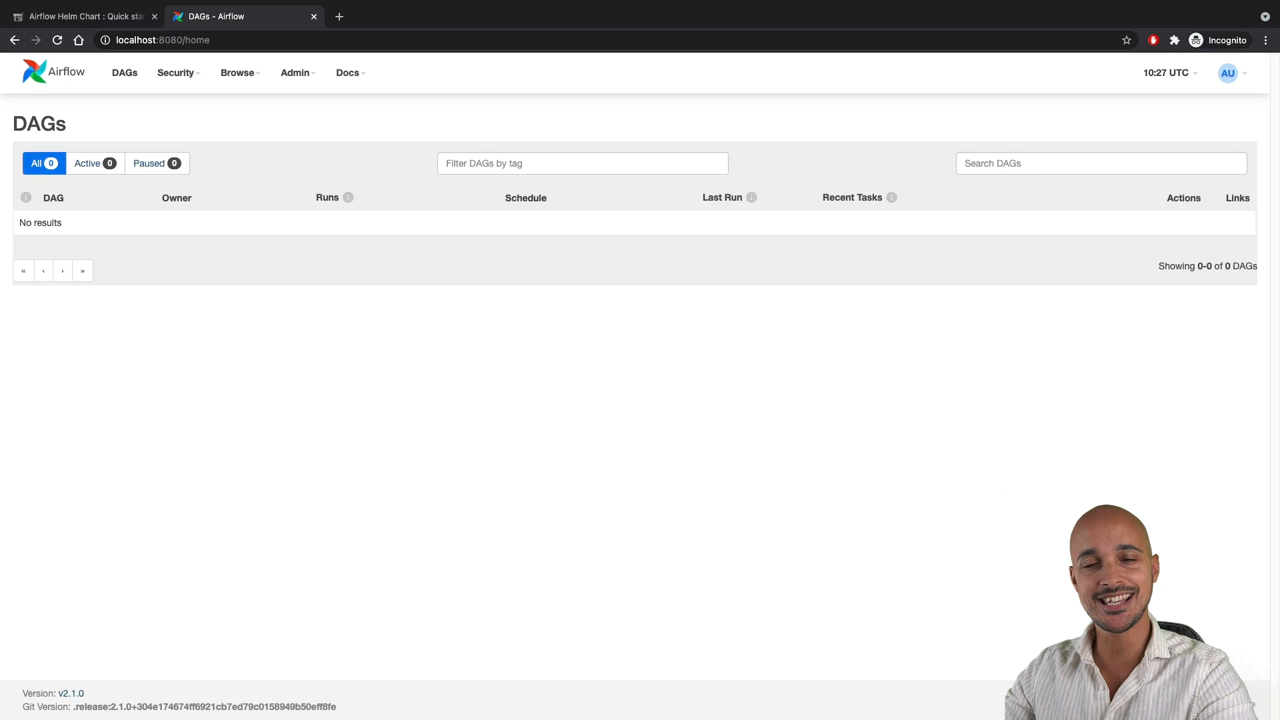 Airflow Helm Chart : Quick star
DAGs - Airflow
localhost:8080/home
Incognito
Airflow
DAGs
Security
Browse
Admin
Docs
10:27 UTC
AU
DAGs
All 0
Active 0
Paused 0
Filter DAGs by tag
Search DAGs
DAG
Owner
Runs
Schedule
Last Run
Recent Tasks
Actions
Links
No results
« ‹ › »
Showing 0-0 of 0 DAGs
Version: v2.1.0
Git Version: .release:2.1.0+304e174674ff6921cb7ed79c0158949b50eff8fe